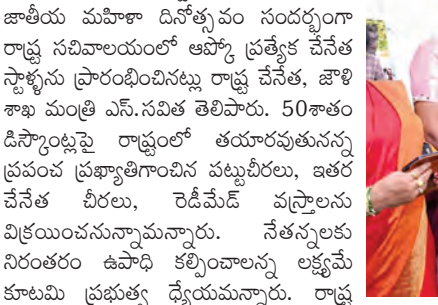 జాతీయ మహిళా దినోత్సవం సందర్భంగా
రాష్ట్ర సచివాలయంలో ఆప్కో ప్రత్యేక చేనేత
స్టాళ్ళను ప్రారంభించినట్లు రాష్ట్ర చేనేత, జౌళి
శాఖ మంత్రి ఎస్.సవిత తెలిపారు. 50శాతం
డిస్కౌంట్లపై రాష్ట్రంలో తయారవుతునన్న
ప్రపంచ ప్రఖ్యాతిగాంచిన పట్టుచీరలు, ఇతర
చేనేత చీరలు, రెడీమేడ్ వస్త్రాలను
విక్రయించనున్నామన్నారు. నేతన్నలకు
నిరంతరం ఉపాధి కల్పించాలన్న లక్ష్యమే
కూటమి ప్రభుత్వ ధ్యేయమన్నారు. రాష్ట్ర